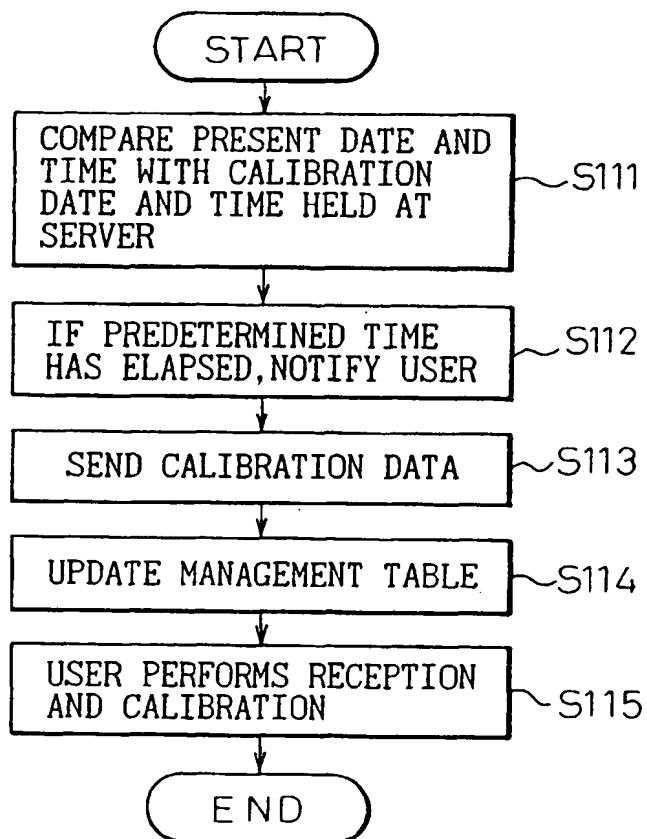 START
COMPARE PRESENT DATE AND
TIME WITH CALIBRATION
DATE AND TIME HELD AT
SERVER
S111
IF PREDETERMINED TIME
HAS ELAPSED, NOTIFY USER
S112
SEND CALIBRATION DATA
S113
UPDATE MANAGEMENT TABLE
S114
USER PERFORMS RECEPTION
AND CALIBRATION
S115
END